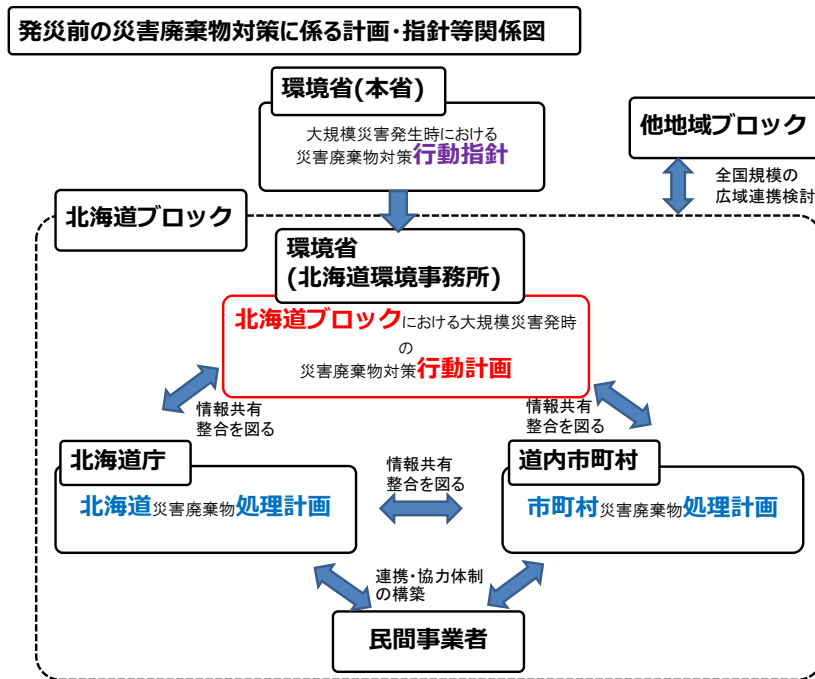 発災前の災害廃棄物対策に係る計画・指針等関係図
環境省(本省)
大規模災害発生時における
災害廃棄物対策行動指針
他地域ブロック
全国規模の
広域連携検討
北海道ブロック
環境省
(北海道環境事務所)
北海道ブロックにおける大規模災害発時
の
災害廃棄物対策行動計画
情報共有
整合を図る
情報共有
整合を図る
北海道庁
北海道災害廃棄物処理計画
情報共有
整合を図る
道内市町村
市町村災害廃棄物処理計画
連携・協力体制
の構築
民間事業者